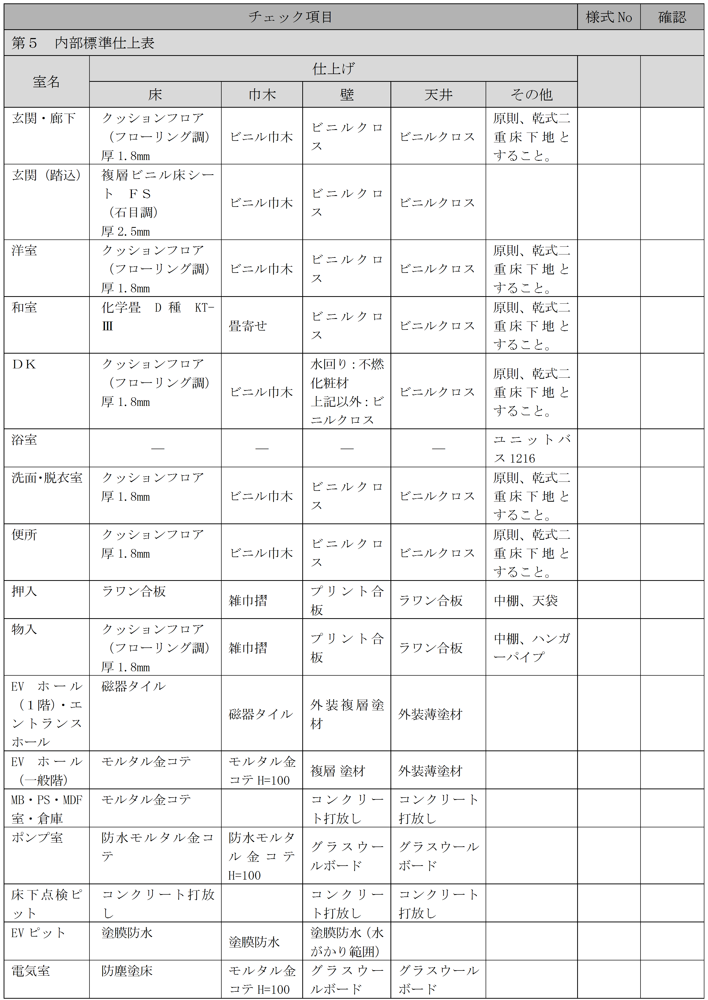 チェック項目 様式No 確認
第５　内部標準仕上表
室名 仕上げ
床 巾木 壁 天井 その他
玄関・廊下
クッションフロア
（フローリング調）
厚1.8mm
ビニル巾木
ビニルクロ
ス
ビニルクロス
原則、乾式二
重床下地と
すること。
玄関（踏込）
複層ビニル床シー
ト　ＦＳ
（石目調）
厚2.5mm
ビニル巾木
ビニルクロ
ス
ビニルクロス
洋室
クッションフロア
（フローリング調）
厚1.8mm
ビニル巾木
ビニルクロ
ス
ビニルクロス
原則、乾式二
重床下地と
すること。
和室
化学畳　D種　KT-
Ⅲ
畳寄せ
ビニルクロ
ス
ビニルクロス
原則、乾式二
重床下地と
すること。
ＤＫ
クッションフロア
（フローリング調）
厚1.8mm
ビニル巾木
水回り：不燃
化粧材
上記以外：ビ
ニルクロス
ビニルクロス
原則、乾式二
重床下地と
すること。
浴室
―
―
―
―
ユニットバ
ス1216
洗面・脱衣室
クッションフロア
厚1.8mm
ビニル巾木
ビニルクロ
ス
ビニルクロス
原則、乾式二
重床下地と
すること。
便所
クッションフロア
厚1.8mm
ビニル巾木
ビニルクロ
ス
ビニルクロス
原則、乾式二
重床下地と
すること。
押入
ラワン合板
雑巾摺
プリント合
板
ラワン合板
中棚、天袋
物入
クッションフロア
（フローリング調）
厚1.8mm
雑巾摺
プリント合
板
ラワン合板
中棚、ハンガ
ーパイプ
EV ホール
（１階）・エ
ントランス
ホール
磁器タイル
磁器タイル
外装複層塗
材
外装薄塗材
EV ホール
（一般階）
モルタル金コテ
モルタル金
コテH=100
複層 塗材
外装薄塗材
MB・PS・MDF
室・倉庫
モルタル金コテ
コンクリー
ト打放し
コンクリート
打放し
ポンプ室
防水モルタル金コ
テ
防水モルタ
ル金コテ
H=100
グラスウー
ルボード
グラスウール
ボード
床下点検ピ
ット
コンクリート打放
し
コンクリー
ト打放し
コンクリート
打放し
EVピット
塗膜防水
塗膜防水
塗膜防水（水
がかり範囲）
電気室
防塵塗床
モルタル金
コテH=100
グラスウー
ルボード
グラスウール
ボード